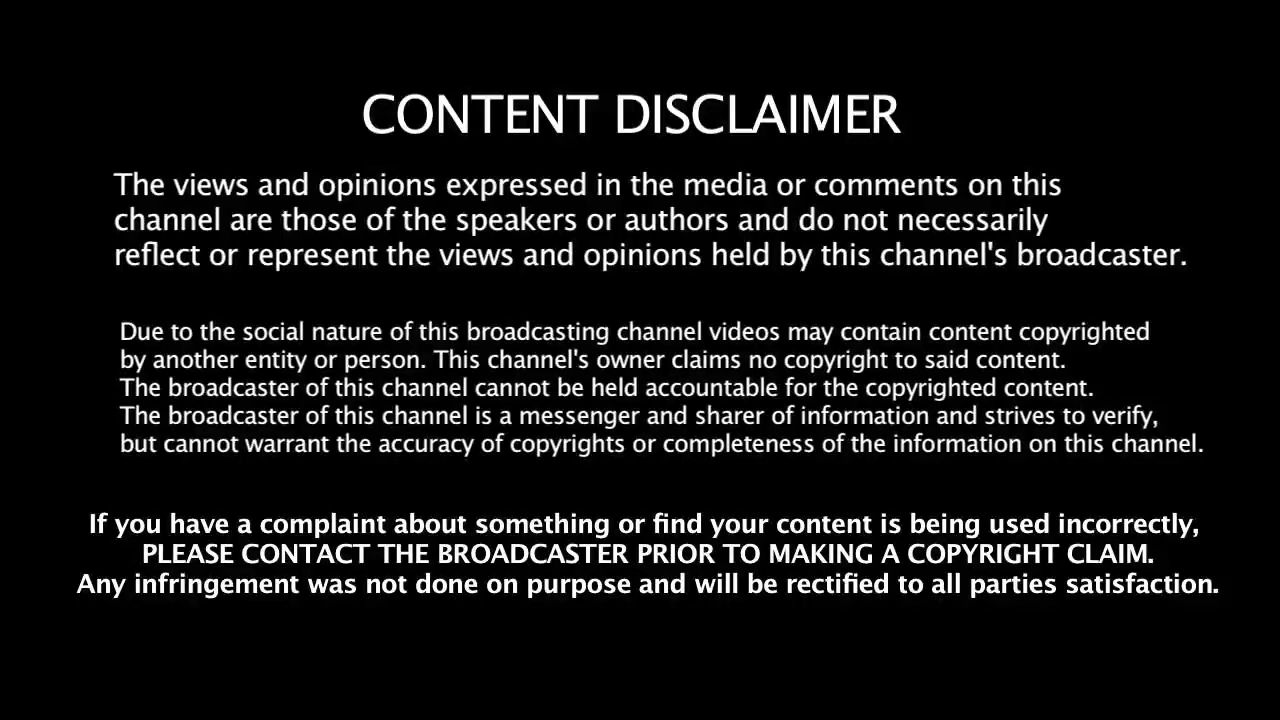 CONTENT DISCLAIMER
The views and opinions expressed in the media or comments on this
channel are those of the speakers or authors and do not necessarily
reflect or represent the views and opinions held by this channel's broadcaster.
Due to the social nature of this broadcasting channel videos may contain content copyrighted
by another entity or person. This channel's owner claims no copyright to said content.
The broadcaster of this channel cannot be held accountable for the copyrighted content.
The broadcaster of this channel is a messenger and sharer of information and strives to verify,
but cannot warrant the accuracy of copyrights or completeness of the information on this channel.
If you have a complaint about something or find your content is being used incorrectly,
PLEASE CONTACT THE BROADCASTER PRIOR TO MAKING A COPYRIGHT CLAIM.
Any infringement was not done on purpose and will be rectified to all parties satisfaction.